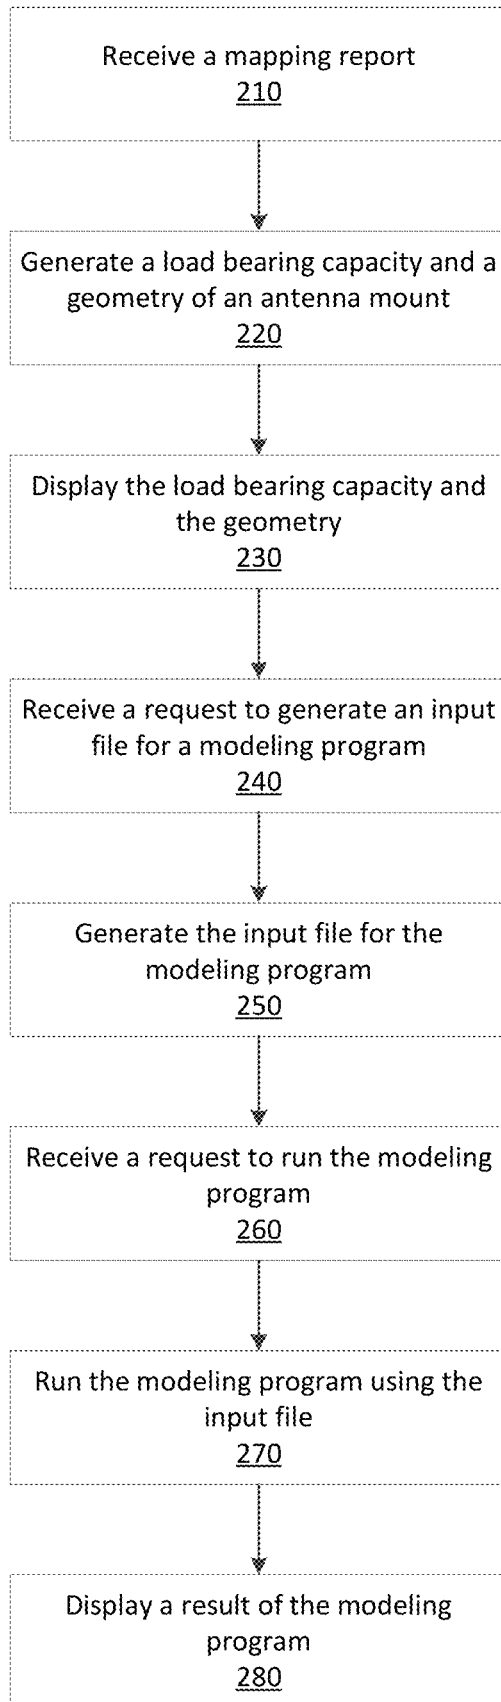 Receive a mapping report
210
Generate a load bearing capacity and a
geometry of an antenna mount
220
Display the load bearing capacity and
the geometry
230
Receive a request to generate an input
file for a modeling program
240
Generate the input file for the
modeling program
250
Receive a request to run the modeling
program
260
Run the modeling program using the
input file
270
Display a result of the modeling
program
280